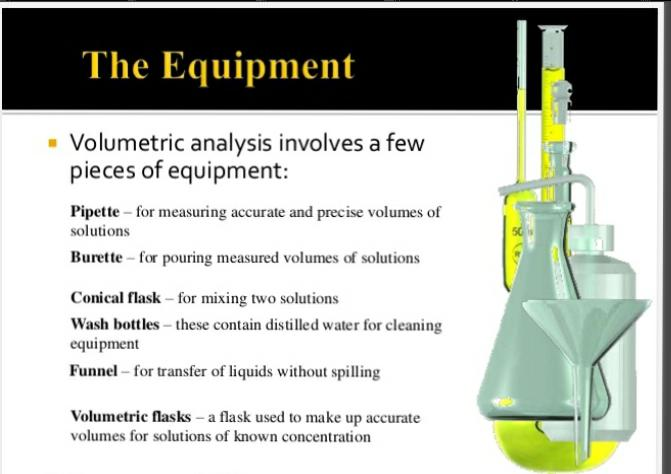 The Equipment
Volumetric analysis involves a few
pieces of equipment:
Pipette – for measuring accurate and precise volumes of
solutions
Burette – for pouring measured volumes of solutions
Conical flask – for mixing two solutions
Wash bottles – these contain distilled water for cleaning
equipment
Funnel – for transfer of liquids without spilling
Volumetric flasks – a flask used to make up accurate
volumes for solutions of known concentration